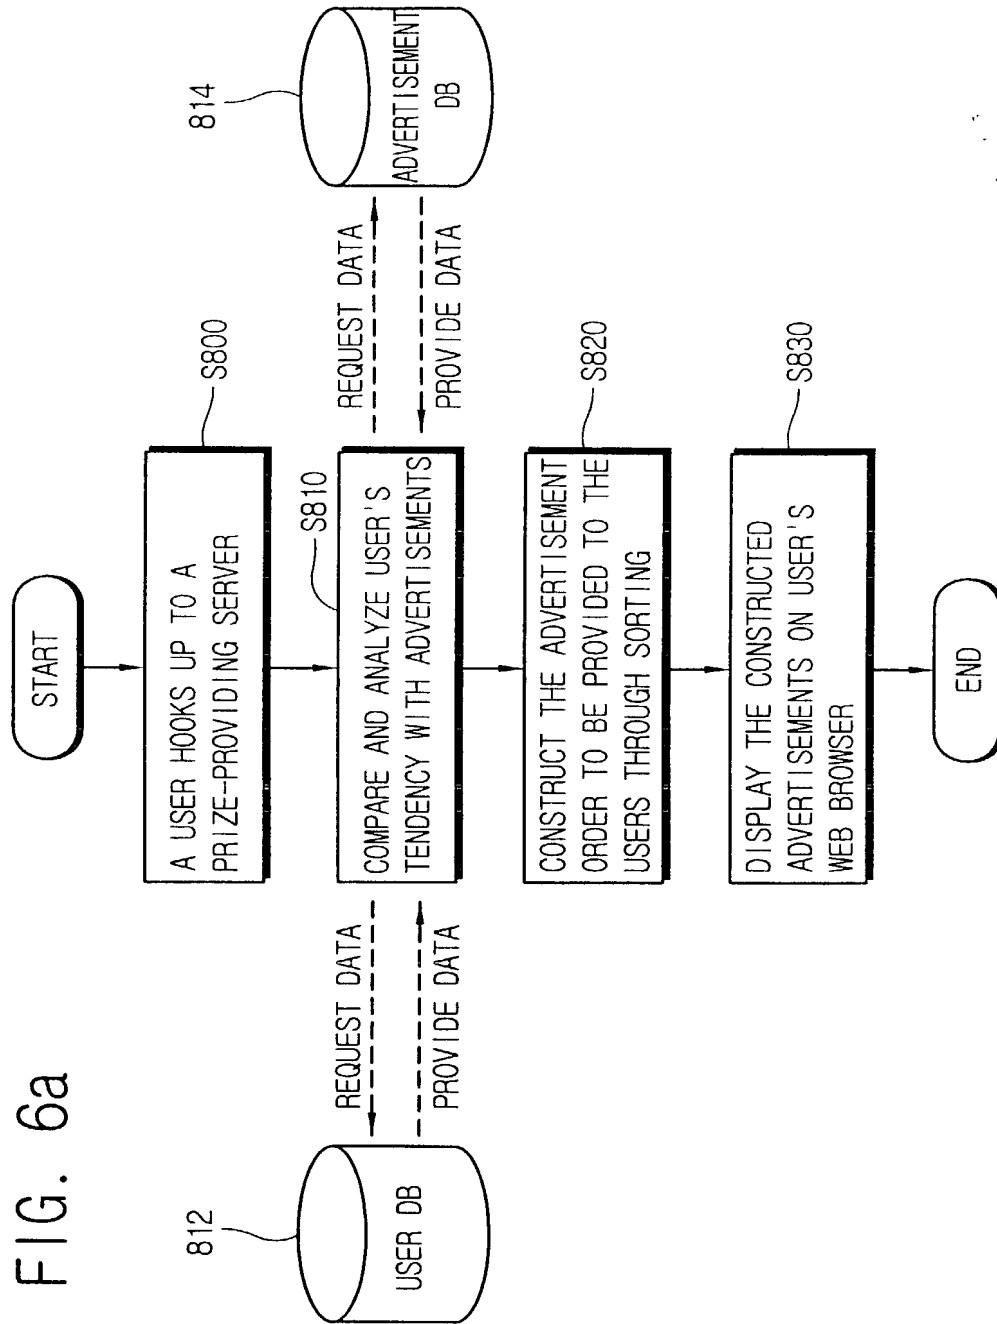 FIG. 6a
START
A USER HOOKS UP TO A
PRIZE-PROVIDING SERVER
S800
812
USER DB
REQUEST DATA
PROVIDE DATA
COMPARE AND ANALYZE USER'S
TENDENCY WITH ADVERTISEMENTS
S810
REQUEST DATA
PROVIDE DATA
814
ADVERTISEMENT
DB
CONSTRUCT THE ADVERTISEMENT
ORDER TO BE PROVIDED TO THE
USERS THROUGH SORTING
S820
DISPLAY THE CONSTRUCTED
ADVERTISEMENTS ON USER'S
WEB BROWSER
S830
END